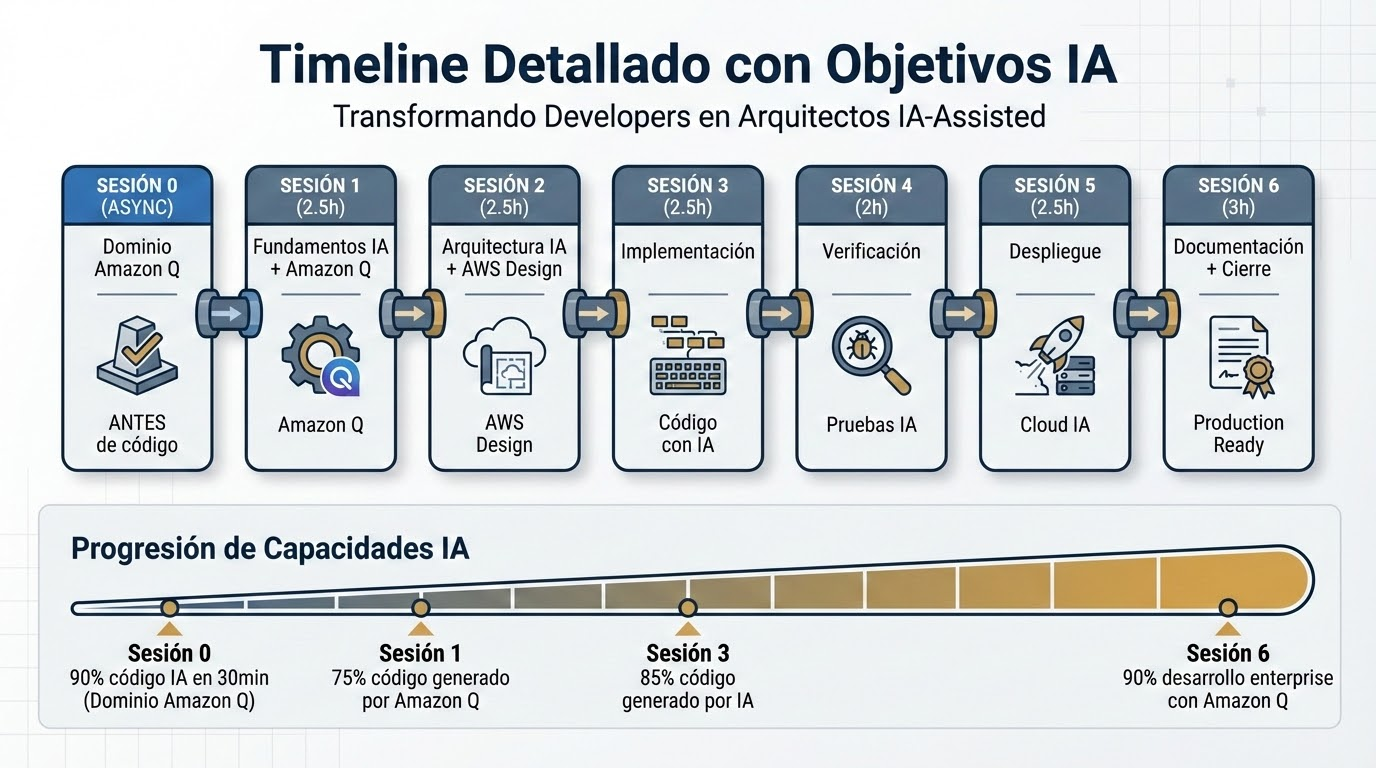 Timeline Detallado con Objetivos IA
Transformando Developers en Arquitectos IA-Assisted
SESIÓN 0
(ASYNC)
Dominio
Amazon Q
ANTES
de código
SESIÓN 1
(2.5h)
Fundamentos IA
+ Amazon Q
Q
Amazon Q
SESIÓN 2
(2.5h)
Arquitectura IA
+ AWS Design
AWS
Design
SESIÓN 3
(2.5h)
Implementación
Código
con IA
SESIÓN 4
(2h)
Verificación
Pruebas IA
SESIÓN 5
(2.5h)
Despliegue
Cloud IA
SESIÓN 6
(3h)
Documentación
+ Cierre
Production
Ready
Progresión de Capacidades IA
Sesión 0
90% código IA en 30min
(Dominio Amazon Q)
Sesión 1
75% código generado
por Amazon Q
Sesión 3
85% código
generado por IA
Sesión 6
90% desarrollo enterprise
con Amazon Q